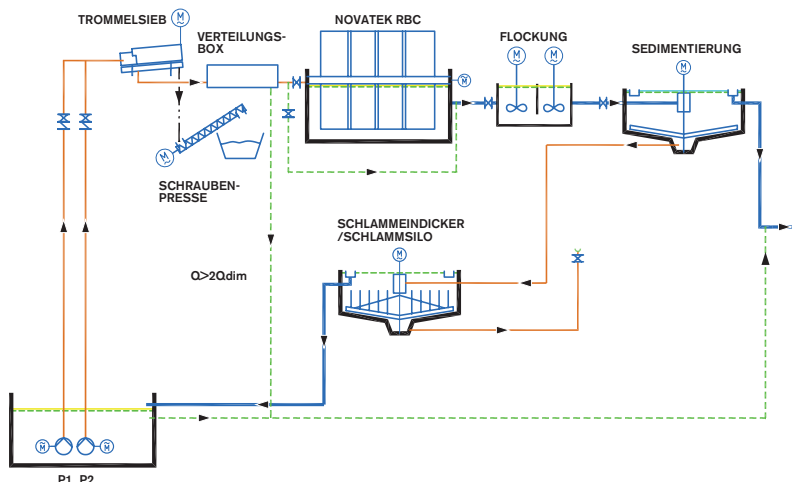 TROMMELSIEB
M
VERTEILUNGS-
BOX
NOVATEK RBC
M
FLOCKUNG
M
M
SEDIMENTIERUNG
M
M
SCHRAUBEN-
PRESSE
SCHLAMMEINDICKER
/SCHLAMMSILO
M
Q>2Qdim
M
M
P1 P2